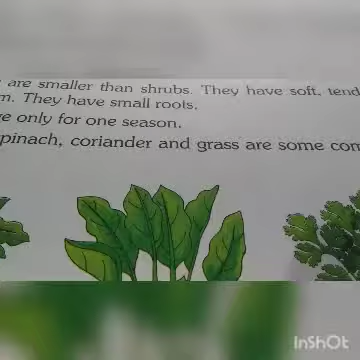 are smaller than shrubs. They have soft, tend
m. They have small roots.
e only for one season.
pinach, coriander and grass are some com
InShOt